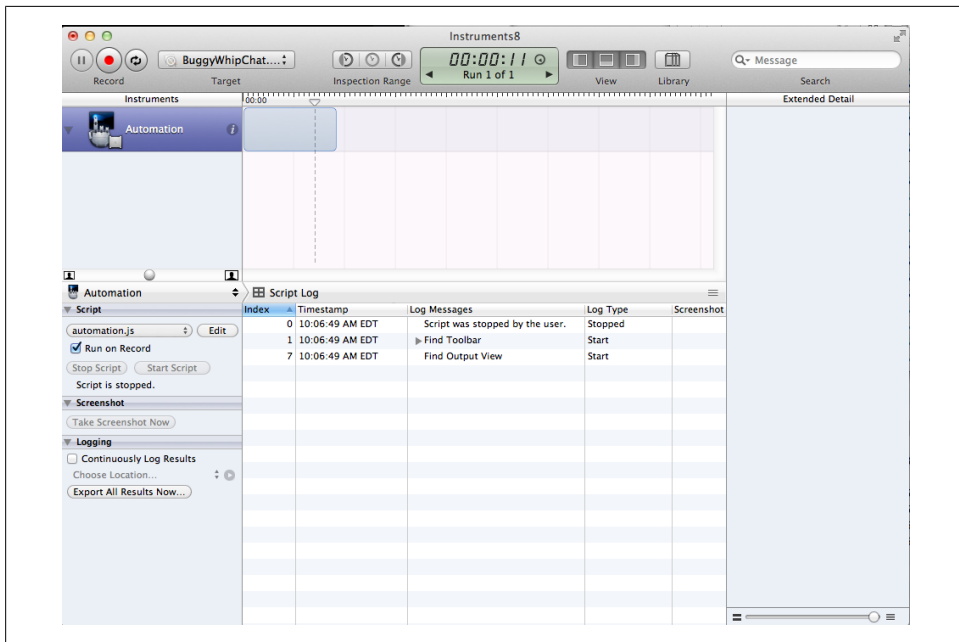 Instruments8
BuggyWhipChat....
00:00:11
Run 1 of 1
Q- Message
Record
Target
Inspection Range
View
Library
Search
Instruments
00:00
Extended Detail
Automation
Automation
Script Log
Script
Index
Timestamp
Log Messages
Log Type
Screenshot
automation.js
Edit
0 10:06:49 AM EDT Script was stopped by the user. Stopped
Run on Record
1 10:06:49 AM EDT Find Toolbar Start
7 10:06:49 AM EDT Find Output View Start
Stop Script
Start Script
Script is stopped.
Screenshot
Take Screenshot Now
Logging
Continuously Log Results
Choose Location...
Export All Results Now...